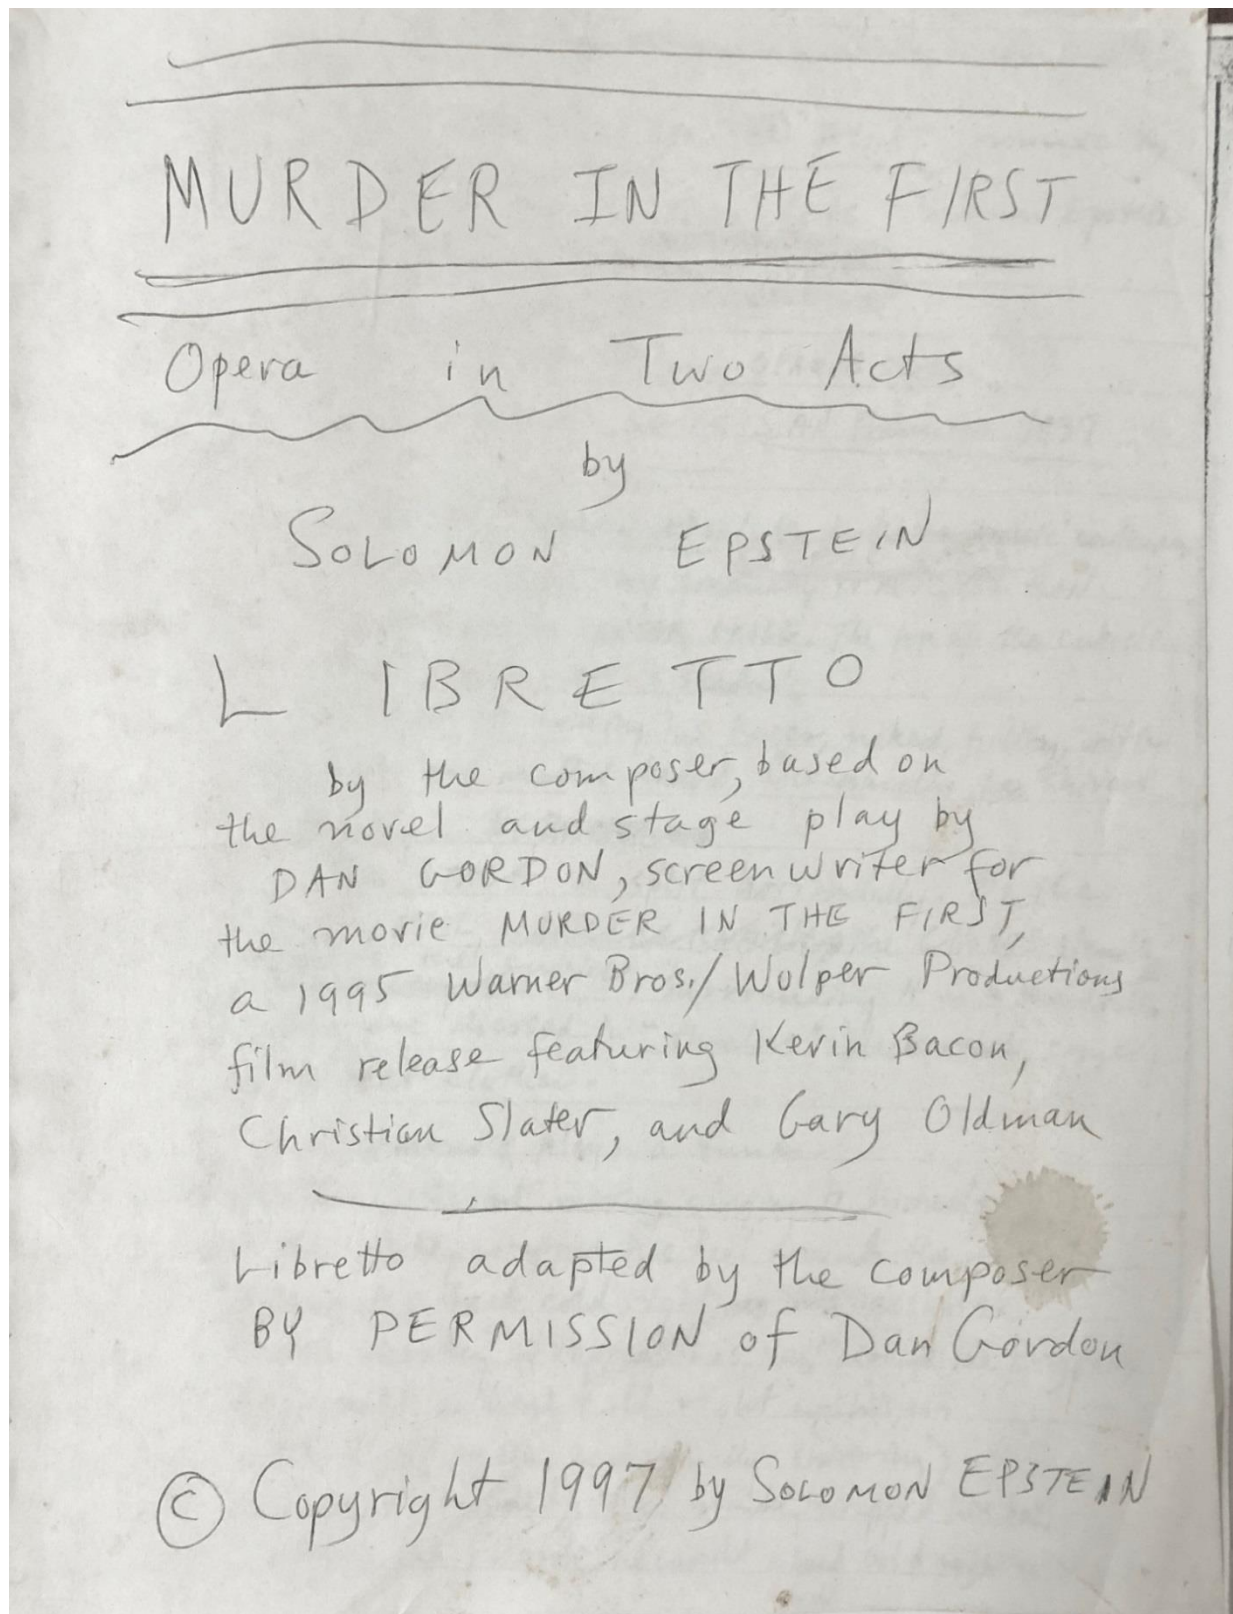 MURDER IN THE FIRST
Opera in Two Acts
by
SOLOMON EPSTEIN
LIBRETTO
by the composer, based on
the novel and stage play by
DAN GORDON, screenwriter for
the movie MURDER IN THE FIRST,
a 1995 Warner Bros./Wolper Productions
film release featuring Kevin Bacon,
Christian Slater, and Gary Oldman
Libretto adapted by the composer
BY PERMISSION of Dan Gordon
© Copyright 1997 by SOLOMON EPSTEIN